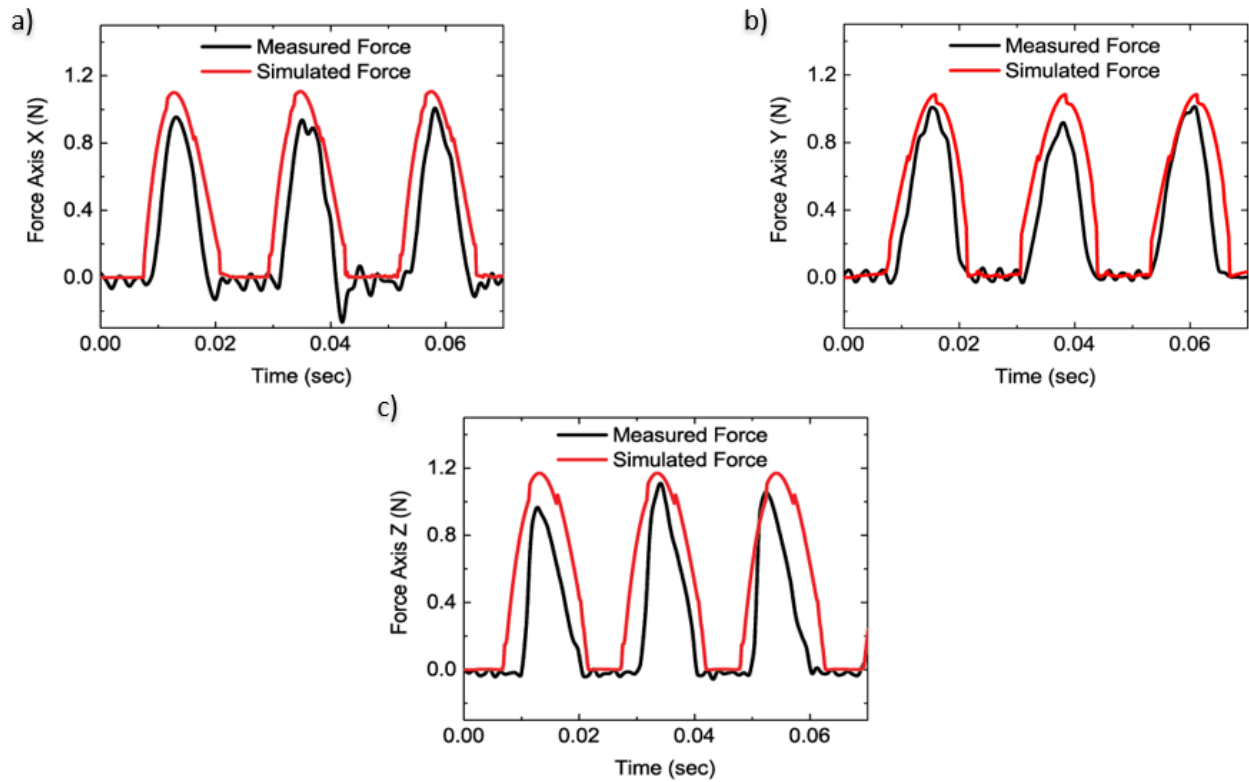 a)
Measured Force
Simulated Force
Force Axis X (N)
1.2
0.8
0.4
0.0
0.00 0.02 0.04 0.06
Time (sec)
b)
Measured Force
Simulated Force
Force Axis Y (N)
1.2
0.8
0.4
0.0
0.00 0.02 0.04 0.06
Time (sec)
c)
Measured Force
Simulated Force
Force Axis Z (N)
1.2
0.8
0.4
0.0
0.00 0.02 0.04 0.06
Time (sec)